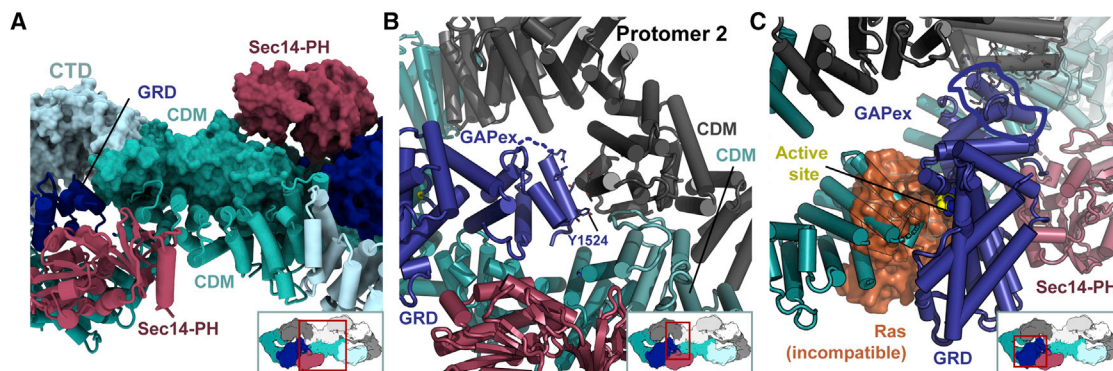 A
Sec14-PH
CTD
GRD
CDM
CDM
Sec14-PH
B
Protomer 2
GAPex
CDM
CDM
Y1524
GRD
C
GAPex
Active
site
Sec14-PH
Ras
(incompatible)
GRD